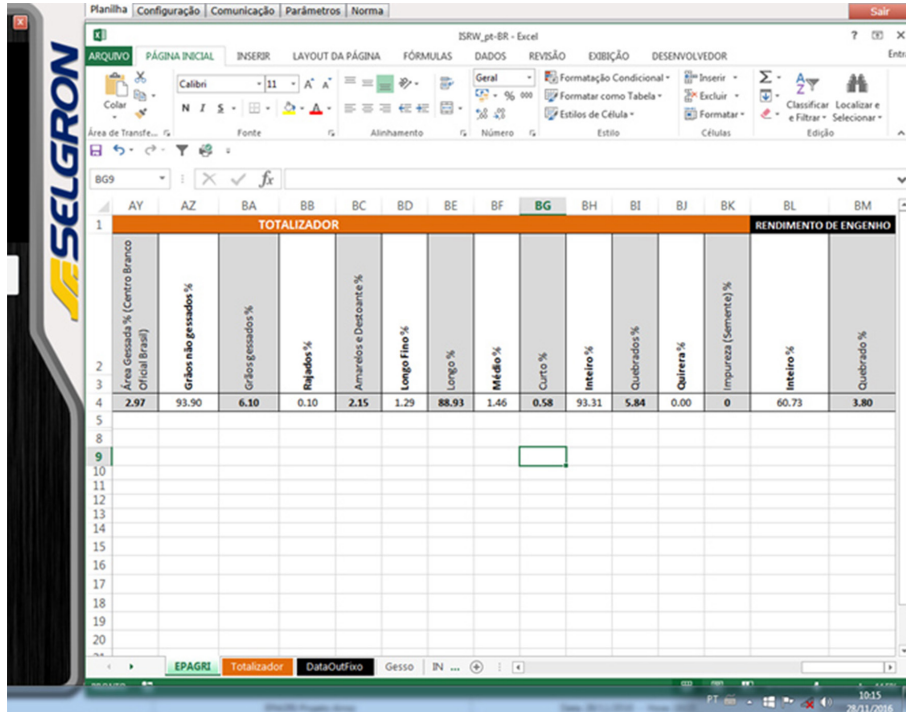 Planilha Configuração Comunicação Parâmetros Norma Sair
SELGRON
ISRW_pt-BR - Excel
ARQUIVO PÁGINA INICIAL INSERIR LAYOUT DA PÁGINA FÓRMULAS DADOS REVISÃO EXIBIÇÃO DESENVOLVEDOR Entr
Colar
Calibri 11
N I S
Geral
% 000
Formatação Condicional
Formatar como Tabela
Estilos de Célula
Inserir
Excluir
Formatar
Classificar e Filtrar
Localizar e Selecionar
Área de Transfe... Fonte Alinhamento Número Estilo Células Edição
BG9 fx
AY AZ BA BB BC BD BE BF BG BH BI BJ BK BL BM
1 TOTALIZADOR RENDIMENTO DE ENGENHO
Área Gessada % (Centro Branco
Oficial Brasil)
Grãos não gessados %
Grãos gessados %
Rajados %
Amarelos e Destoante %
Longo Fino %
Longo %
Médio %
Curto %
Inteiro %
Quebrados %
Quirera %
Impureza (Semente) %
Inteiro %
Quebrado %
2
3
4 2.97 93.90 6.10 0.10 2.15 1.29 88.93 1.46 0.58 93.31 5.84 0.00 0 60.73 3.80
5
8
9
10
11
12
13
14
15
16
17
18
19
20
EPAGRI Totalizador DataOutFixo Gesso IN ...
PT 10:15
28/11/2016